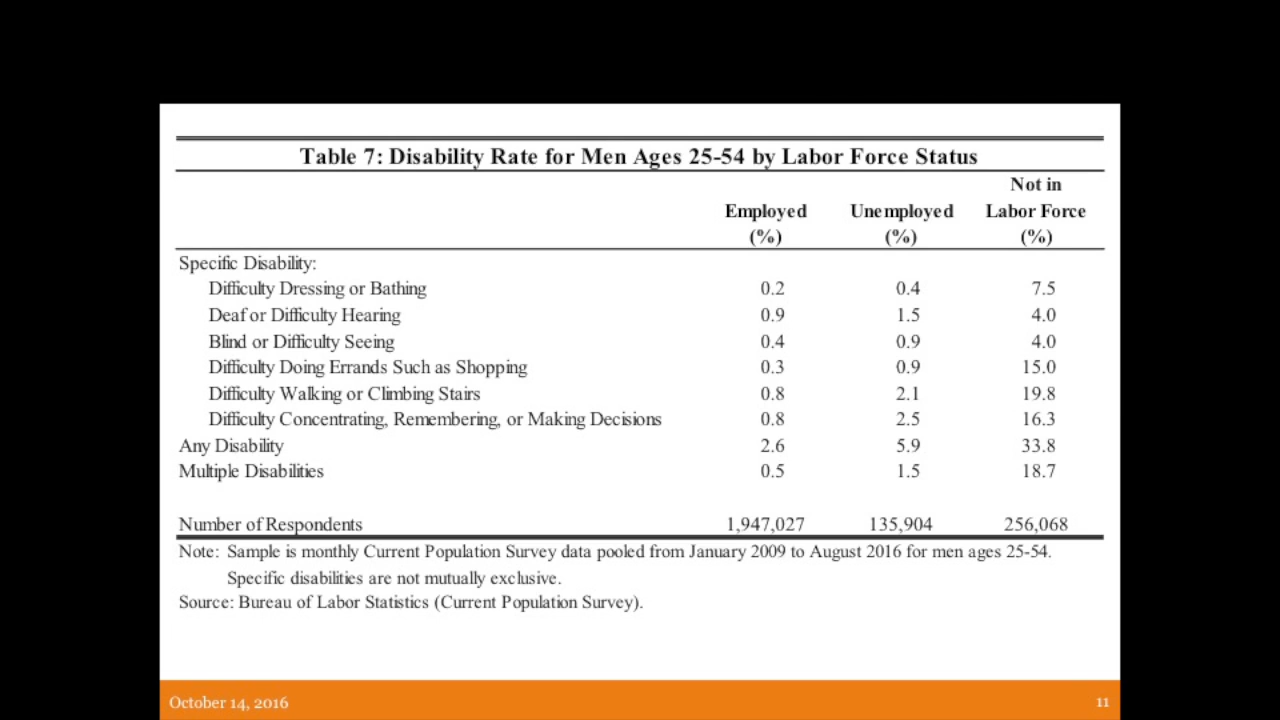 Table 7: Disability Rate for Men Ages 25-54 by Labor Force Status
Not in
Employed Unemployed Labor Force
(%) (%) (%)
Specific Disability:
Difficulty Dressing or Bathing 0.2 0.4 7.5
Deaf or Difficulty Hearing 0.9 1.5 4.0
Blind or Difficulty Seeing 0.4 0.9 4.0
Difficulty Doing Errands Such as Shopping 0.3 0.9 15.0
Difficulty Walking or Climbing Stairs 0.8 2.1 19.8
Difficulty Concentrating, Remembering, or Making Decisions 0.8 2.5 16.3
Any Disability 2.6 5.9 33.8
Multiple Disabilities 0.5 1.5 18.7
Number of Respondents 1,947,027 135,904 256,068
Note: Sample is monthly Current Population Survey data pooled from January 2009 to August 2016 for men ages 25-54.
Specific disabilities are not mutually exclusive.
Source: Bureau of Labor Statistics (Current Population Survey).
October 14, 2016 11